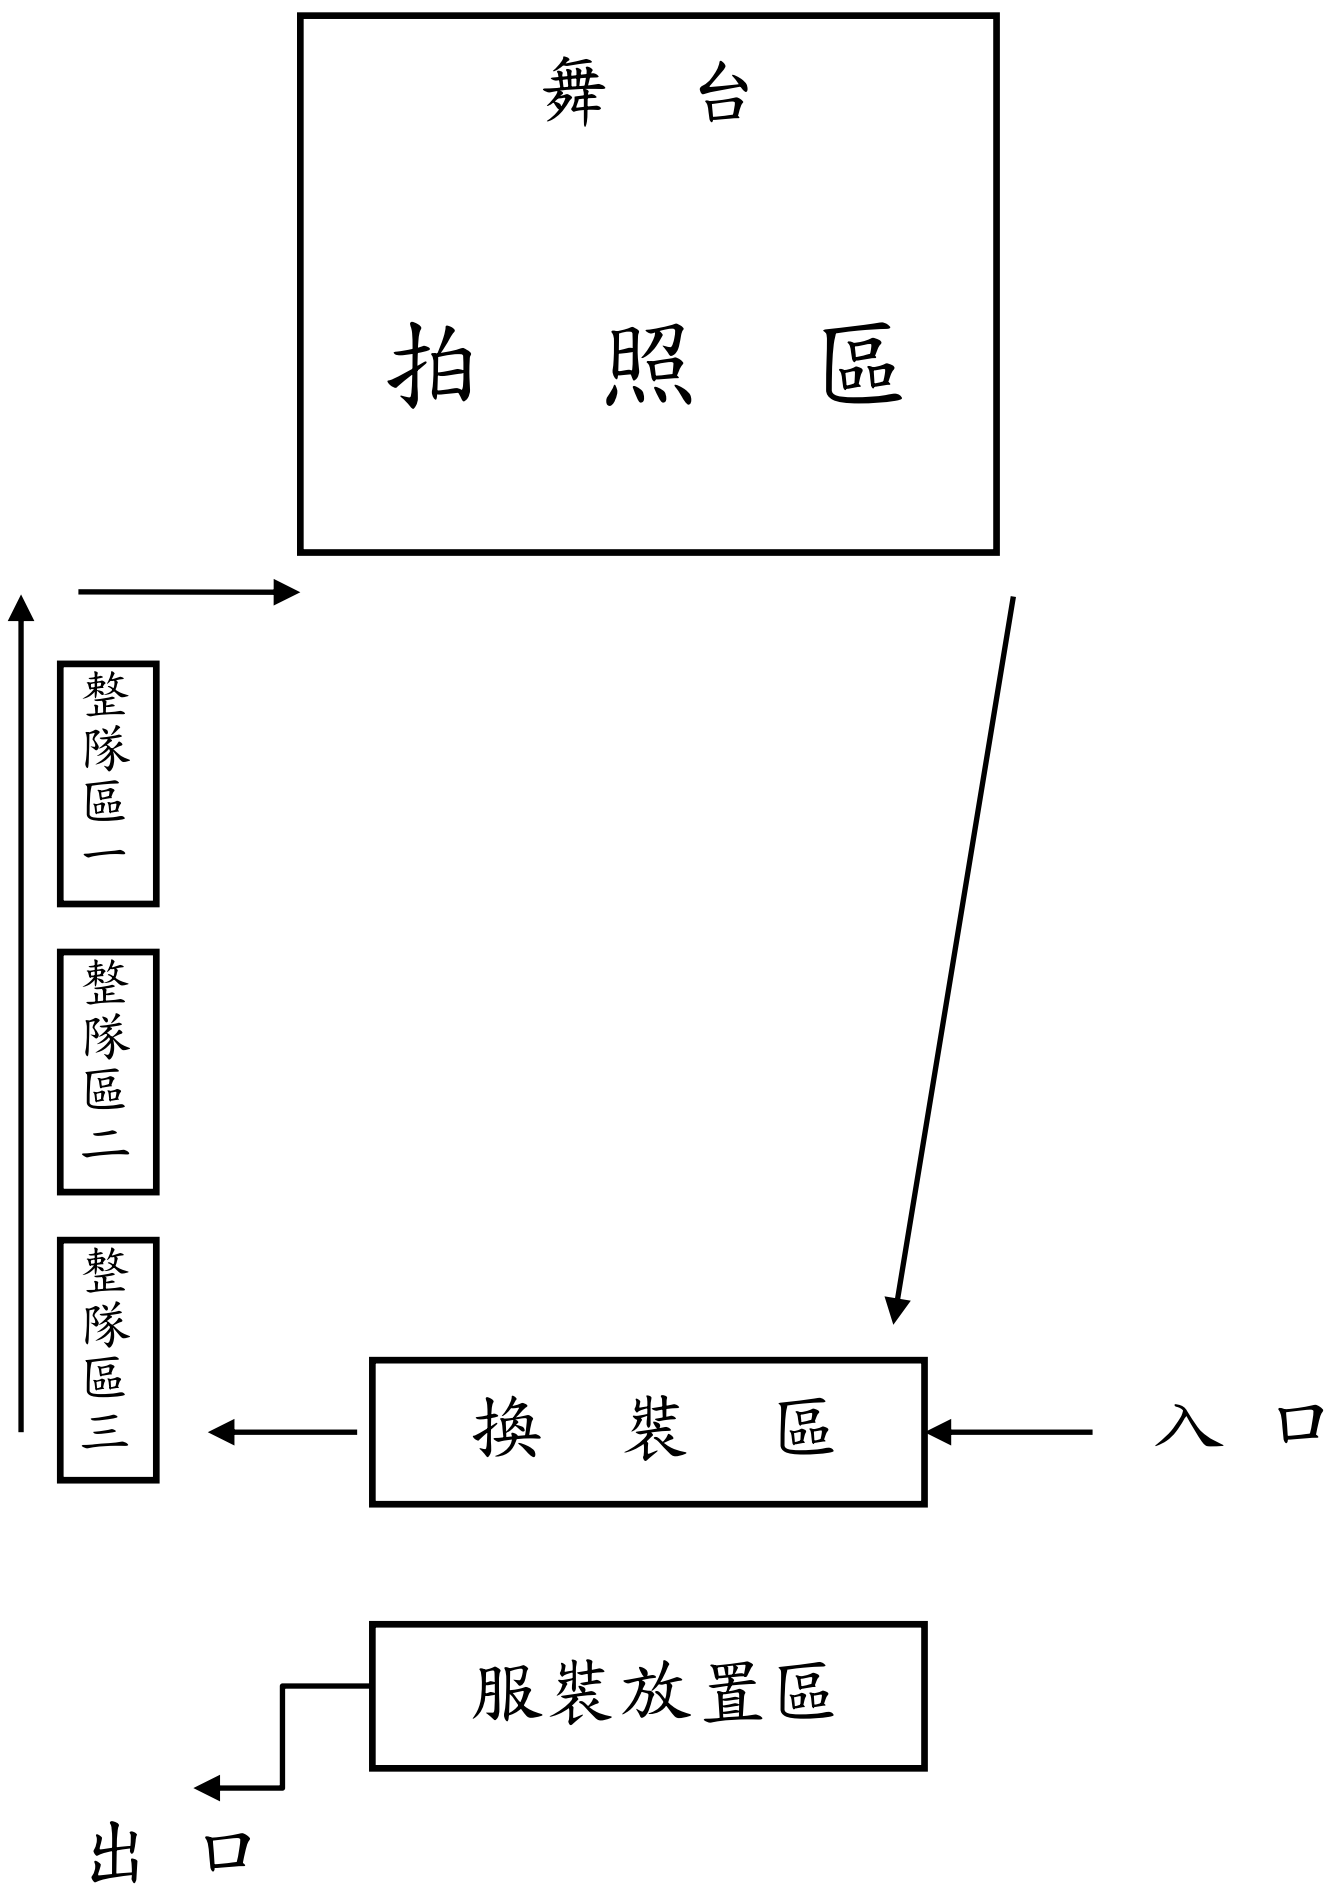 舞 台
拍 照 區
整隊區一
整隊區二
整隊區三
換 裝 區
入 口
服裝放置區
出 口